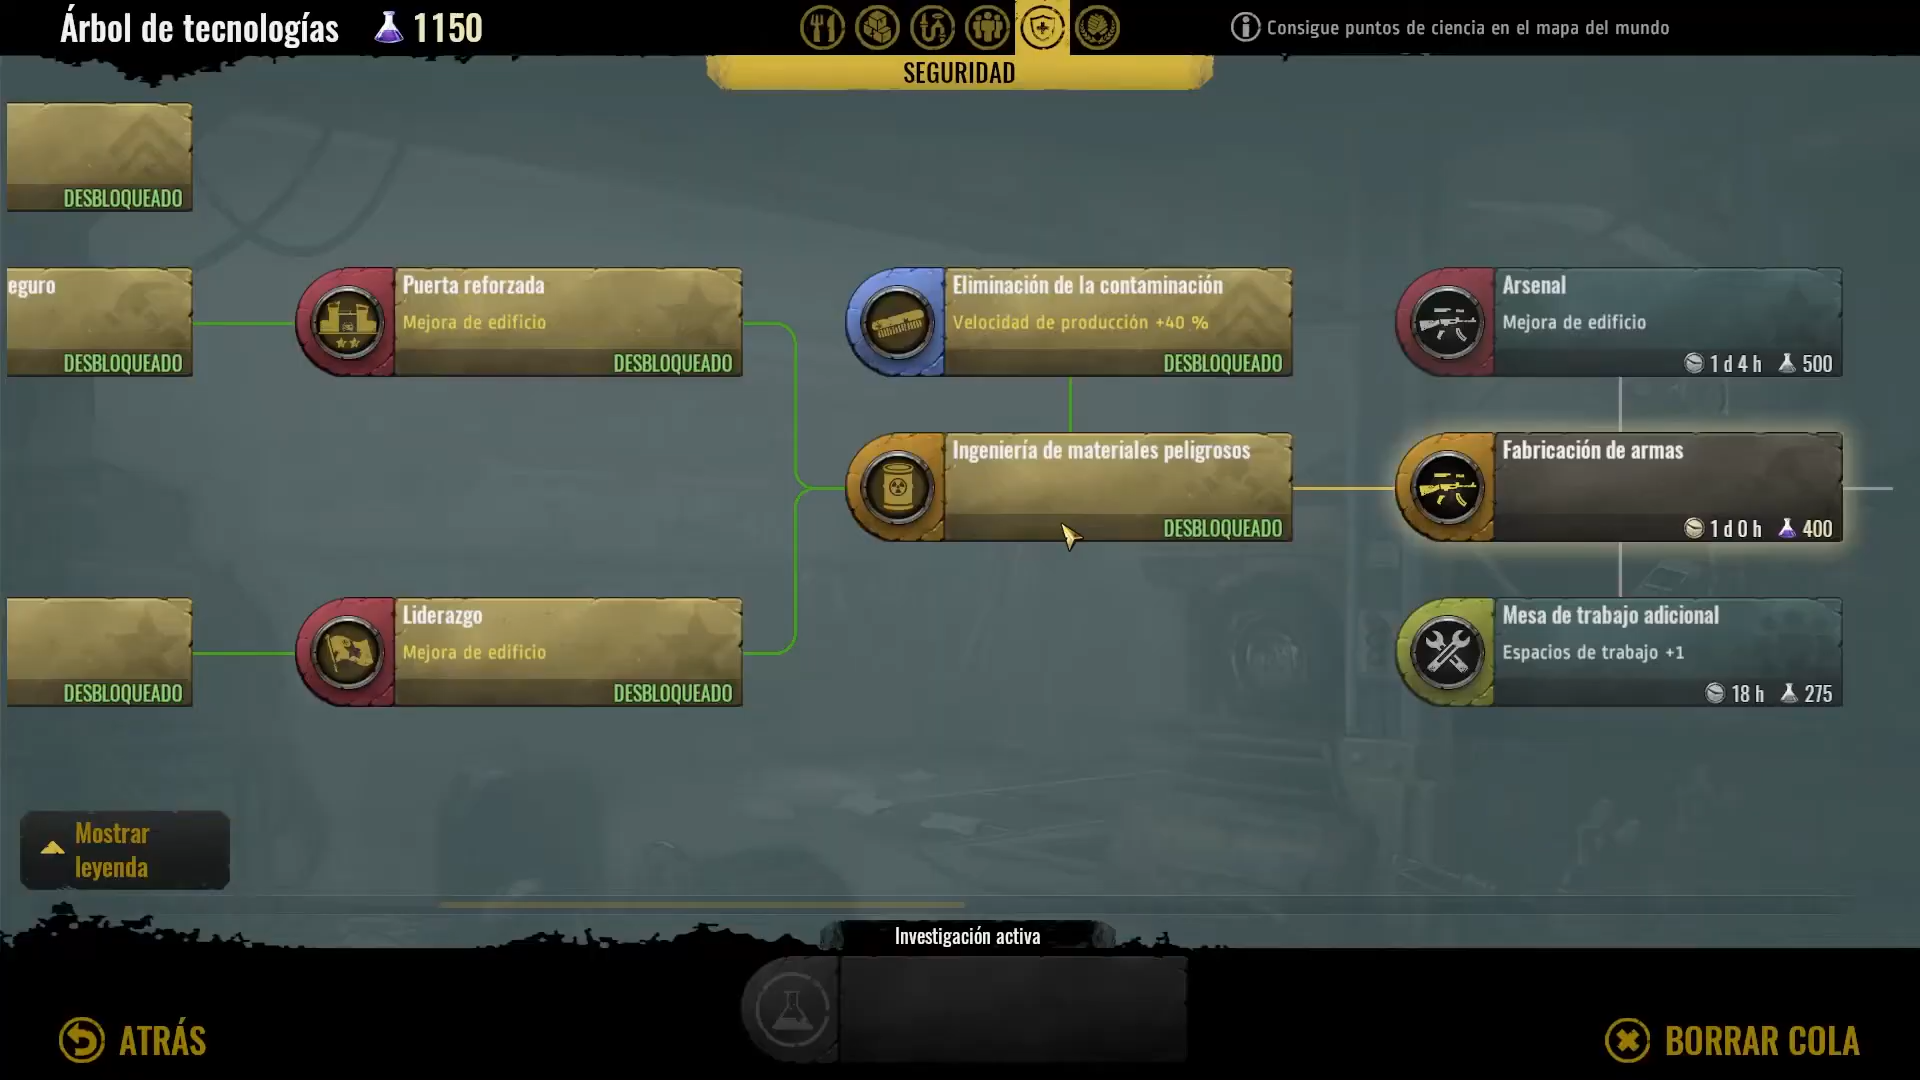 Árbol de tecnologías
1150
Consigue puntos de ciencia en el mapa del mundo
SEGURIDAD
DESBLOQUEADO
eguro
DESBLOQUEADO
Puerta reforzada
Mejora de edificio
DESBLOQUEADO
Eliminación de la contaminación
Velocidad de producción +40 %
DESBLOQUEADO
Arsenal
Mejora de edificio
1 d 4 h 500
Ingeniería de materiales peligrosos
DESBLOQUEADO
Fabricación de armas
1 d 0 h 400
DESBLOQUEADO
Liderazgo
Mejora de edificio
DESBLOQUEADO
Mesa de trabajo adicional
Espacios de trabajo +1
18 h 275
Mostrar
leyenda
Investigación activa
ATRÁS
BORRAR COLA